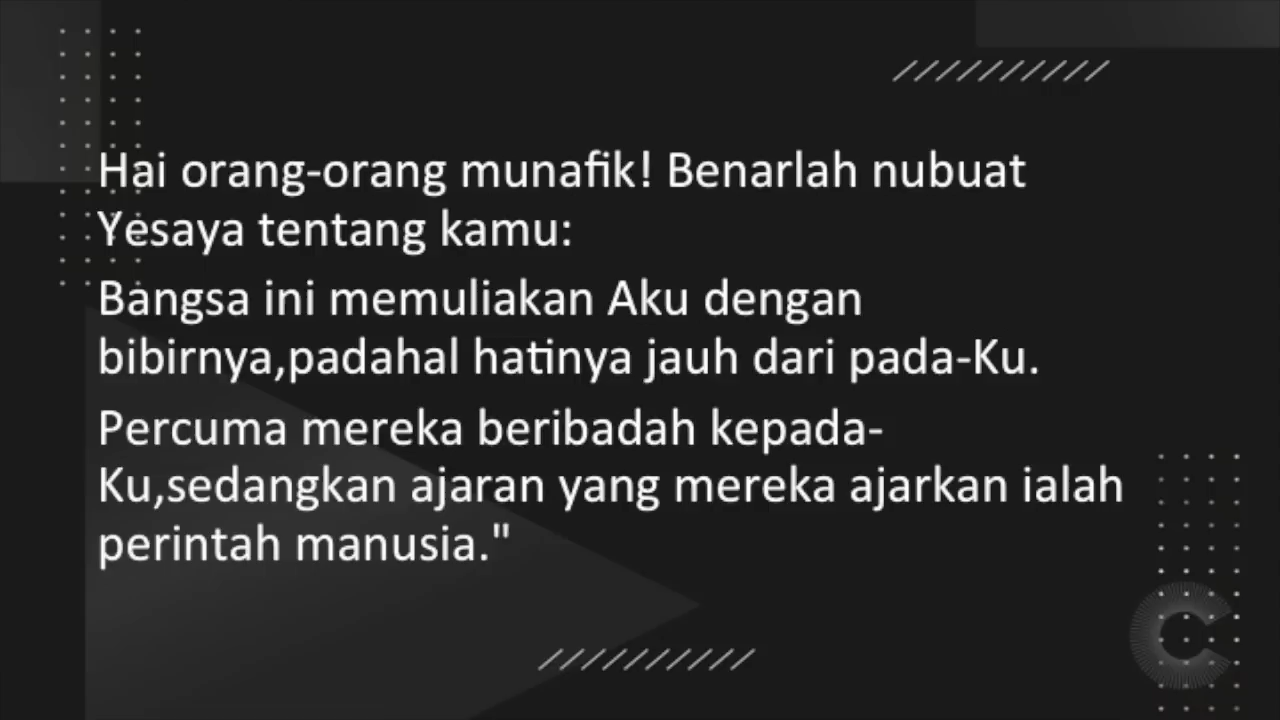 Hai orang-orang munafik! Benarlah nubuat
Yesaya tentang kamu:
Bangsa ini memuliakan Aku dengan
bibirnya,padahal hatinya jauh dari pada-Ku.
Percuma mereka beribadah kepada-
Ku,sedangkan ajaran yang mereka ajarkan ialah
perintah manusia."